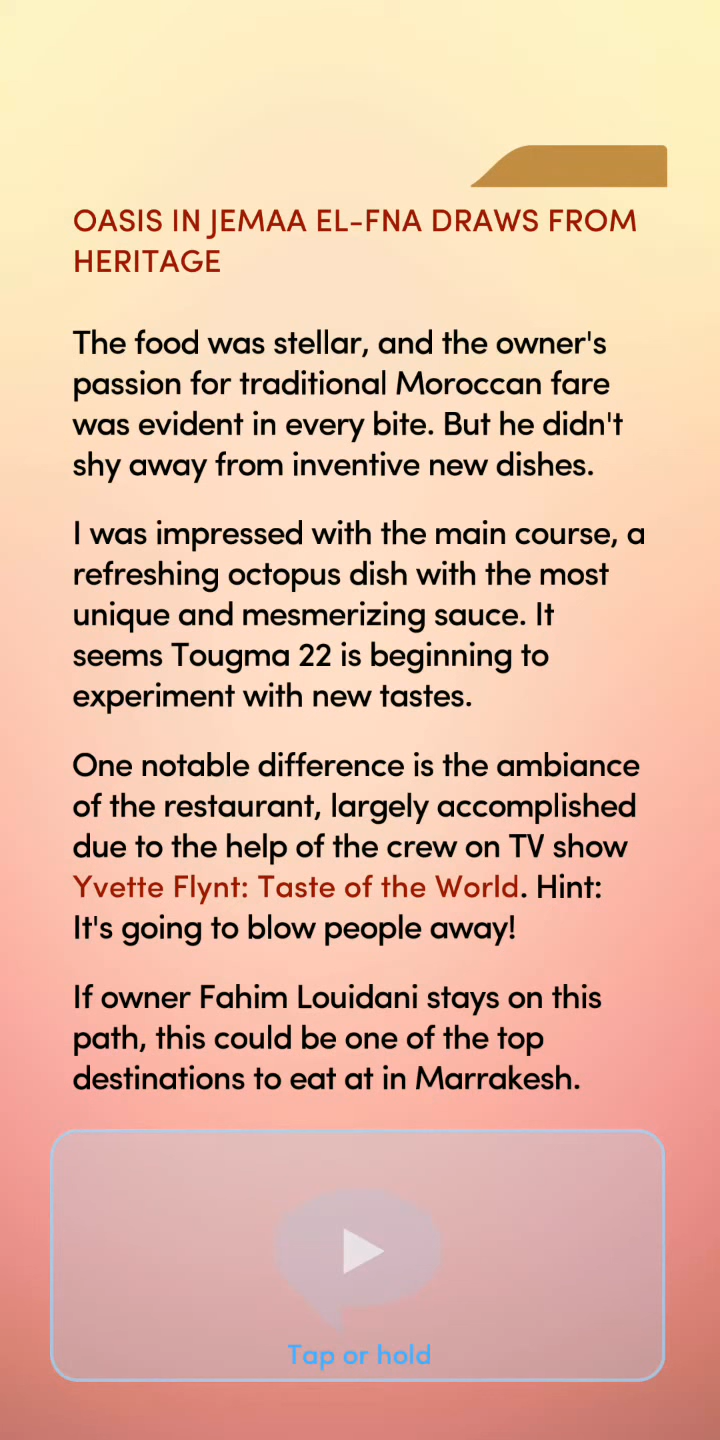 OASIS IN JEMAA EL-FNA DRAWS FROM
HERITAGE
The food was stellar, and the owner's
passion for traditional Moroccan fare
was evident in every bite. But he didn't
shy away from inventive new dishes.
I was impressed with the main course, a
refreshing octopus dish with the most
unique and mesmerizing sauce. It
seems Tougma 22 is beginning to
experiment with new tastes.
One notable difference is the ambiance
of the restaurant, largely accomplished
due to the help of the crew on TV show
Yvette Flynt: Taste of the World. Hint:
It's going to blow people away!
If owner Fahim Louidani stays on this
path, this could be one of the top
destinations to eat at in Marrakesh.
Tap or hold